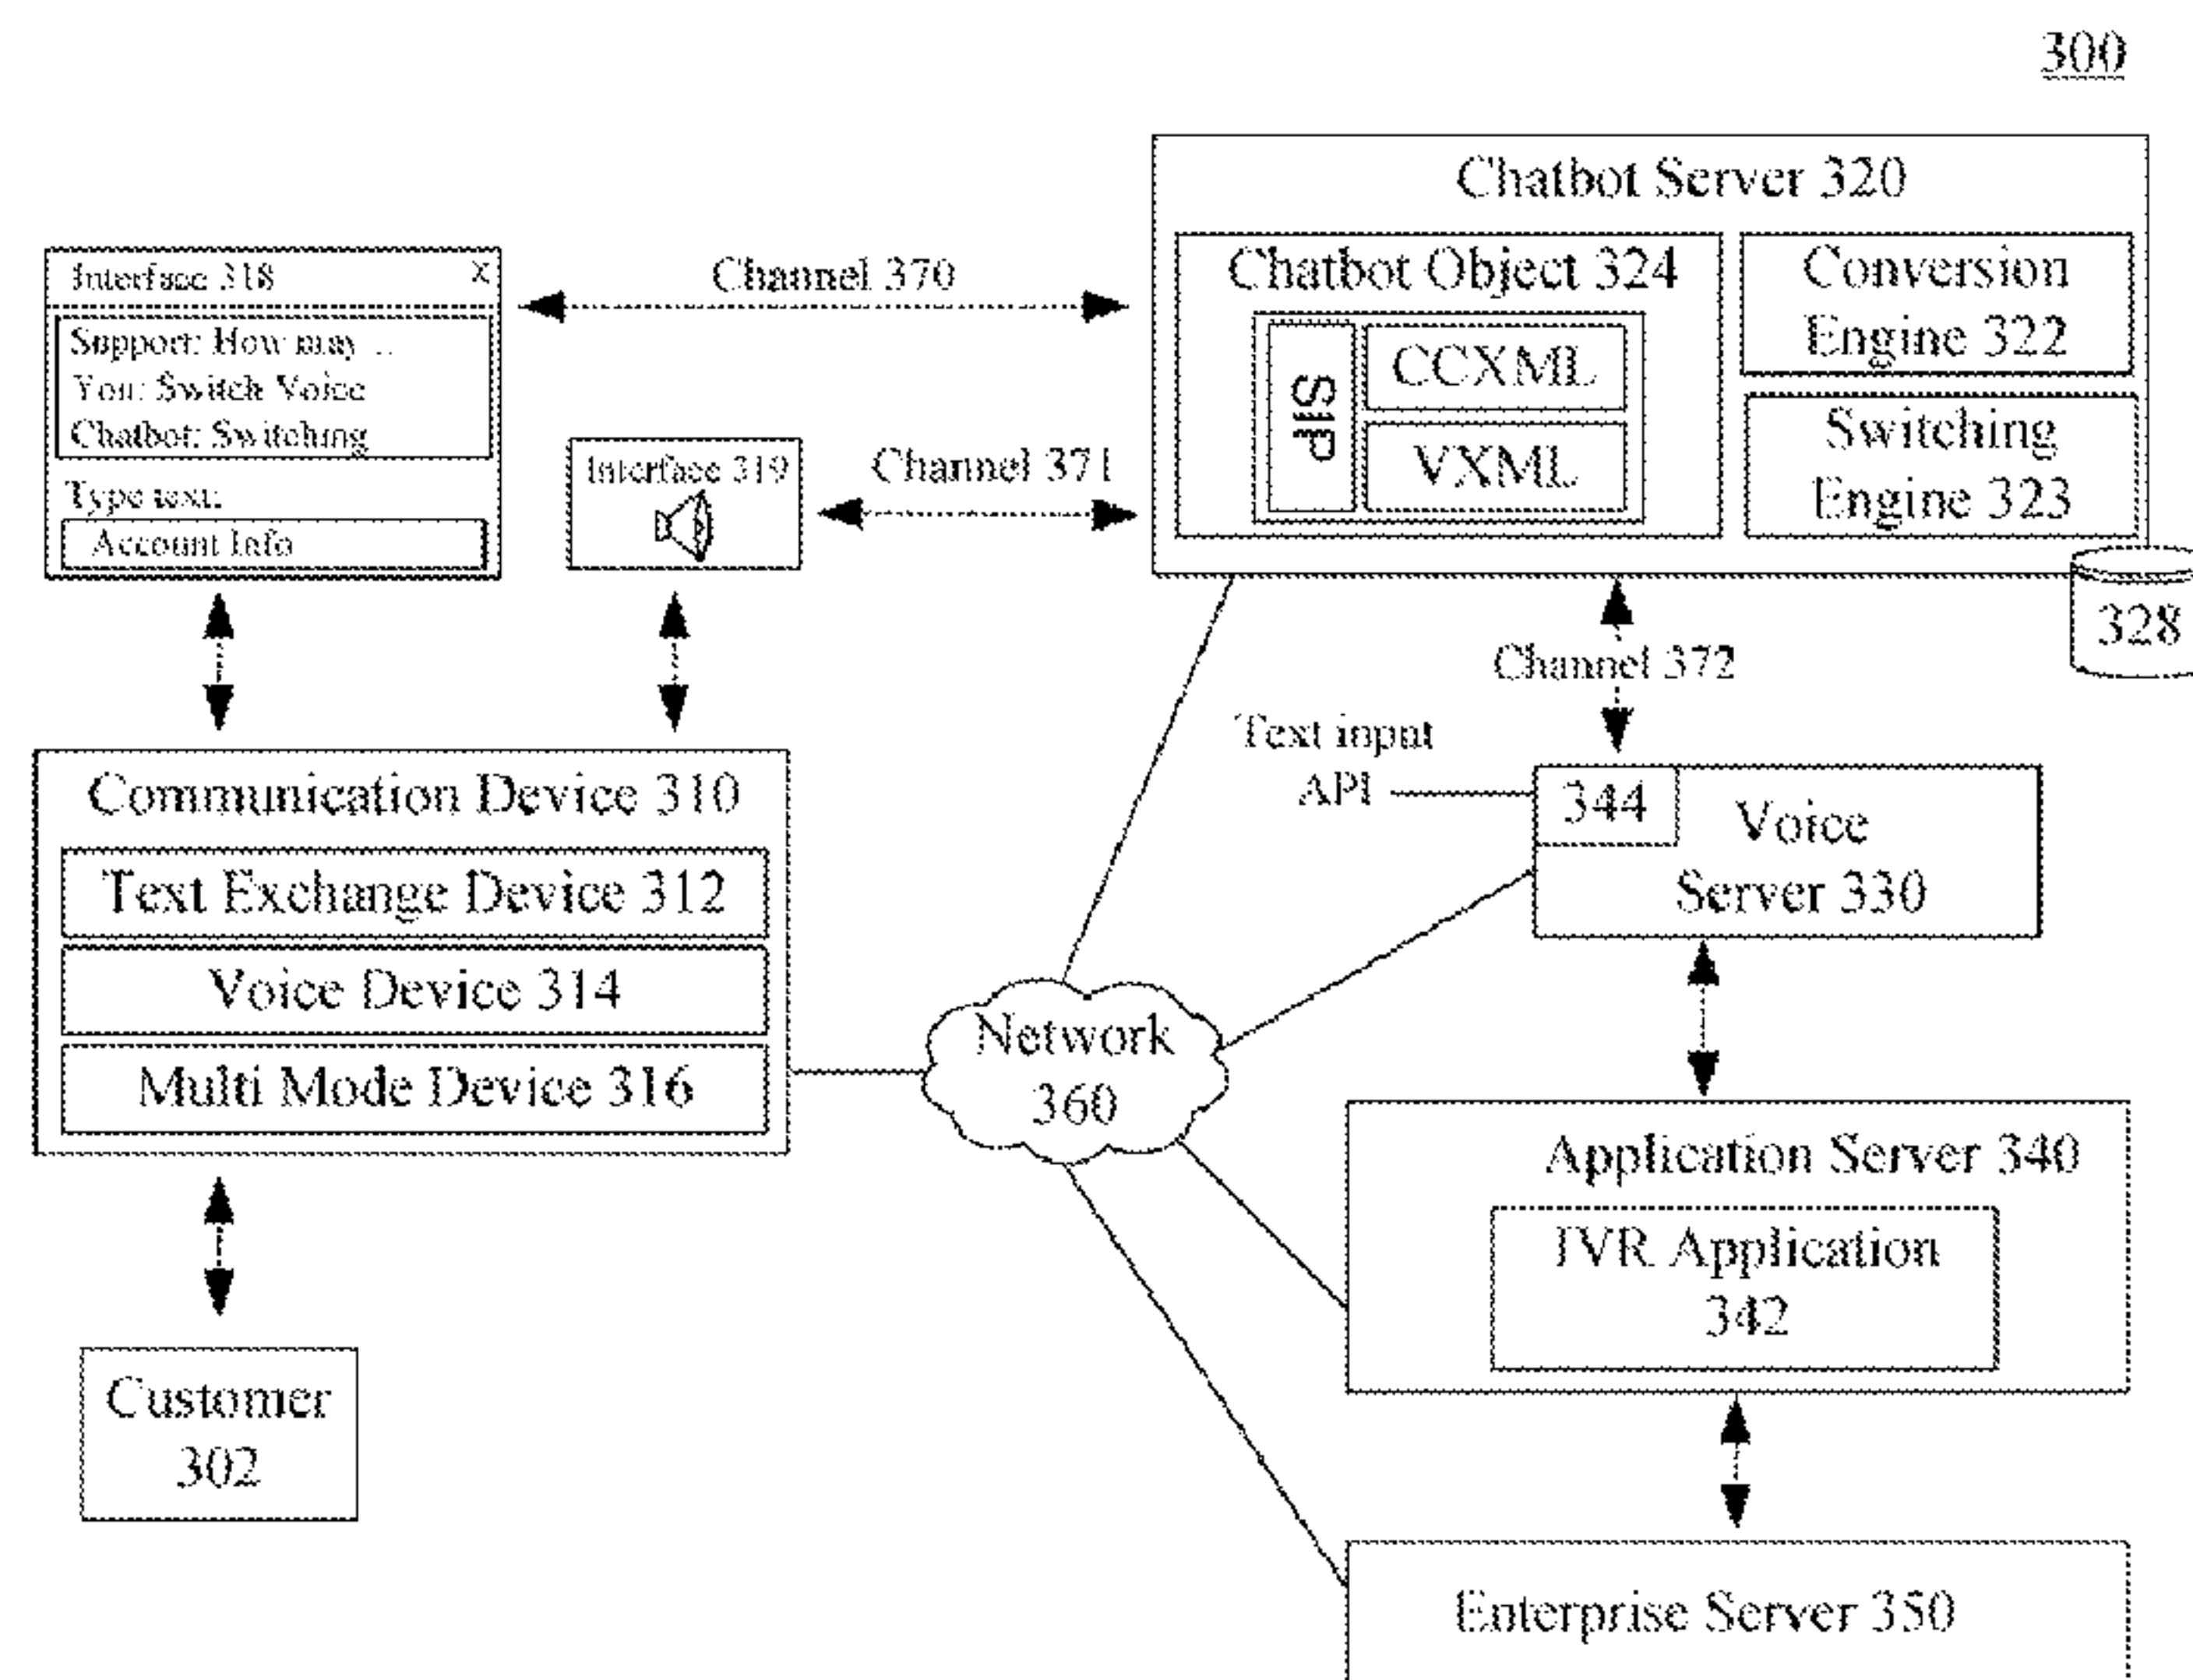 300
Chatbot Server 320
Chatbot Object 324
SIP
CCXML
VXML
Conversion
Engine 322
Switching
Engine 323
328
Interface 318 X
Support: How may ..
You: Switch Voice
Chatbot: Switching
Type text:
Account Info
Channel 370
Interface 319
Channel 371
Channel 372
Text input
API
344
Voice
Server 330
Communication Device 310
Text Exchange Device 312
Voice Device 314
Multi Mode Device 316
Network
360
Application Server 340
IVR Application
342
Customer
302
Enterprise Server 350